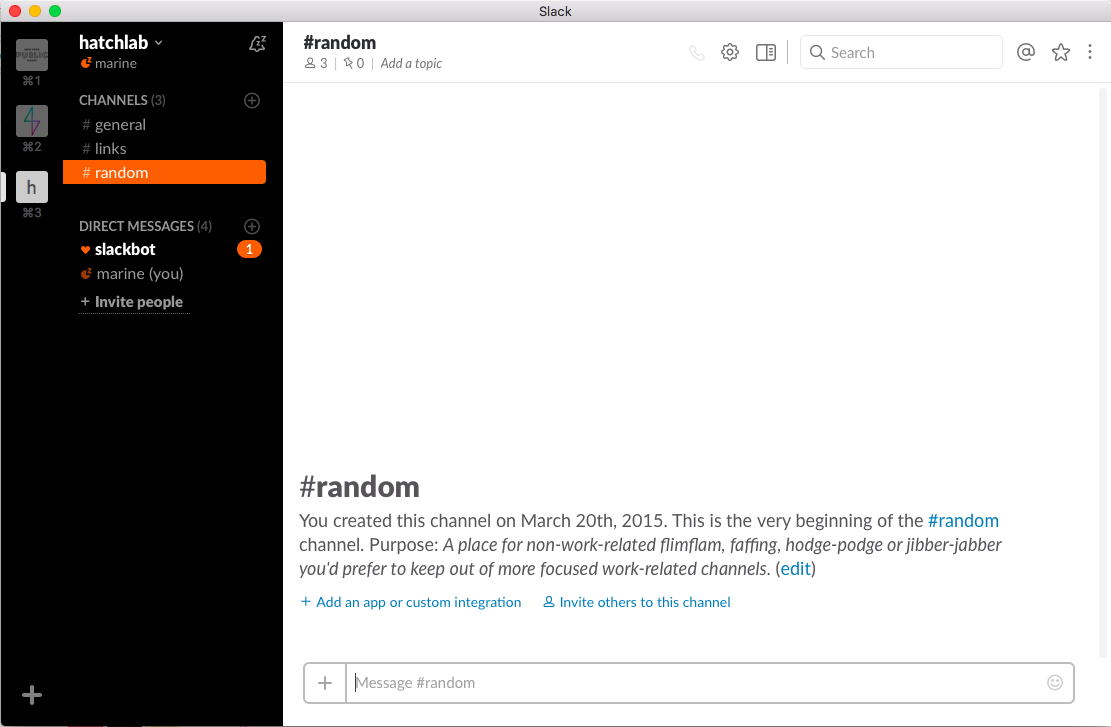 Slack
PUBLIC
⌘1
⌘2
h
⌘3
hatchlab
marine
CHANNELS (3)
# general
# links
# random
DIRECT MESSAGES (4)
slackbot 1
marine (you)
+ Invite people
#random
3 | 0 | Add a topic
Search
#random
You created this channel on March 20th, 2015. This is the very beginning of the #random
channel. Purpose: A place for non-work-related flimflam, faffing, hodge-podge or jibber-jabber
you'd prefer to keep out of more focused work-related channels. (edit)
+ Add an app or custom integration Invite others to this channel
Message #random